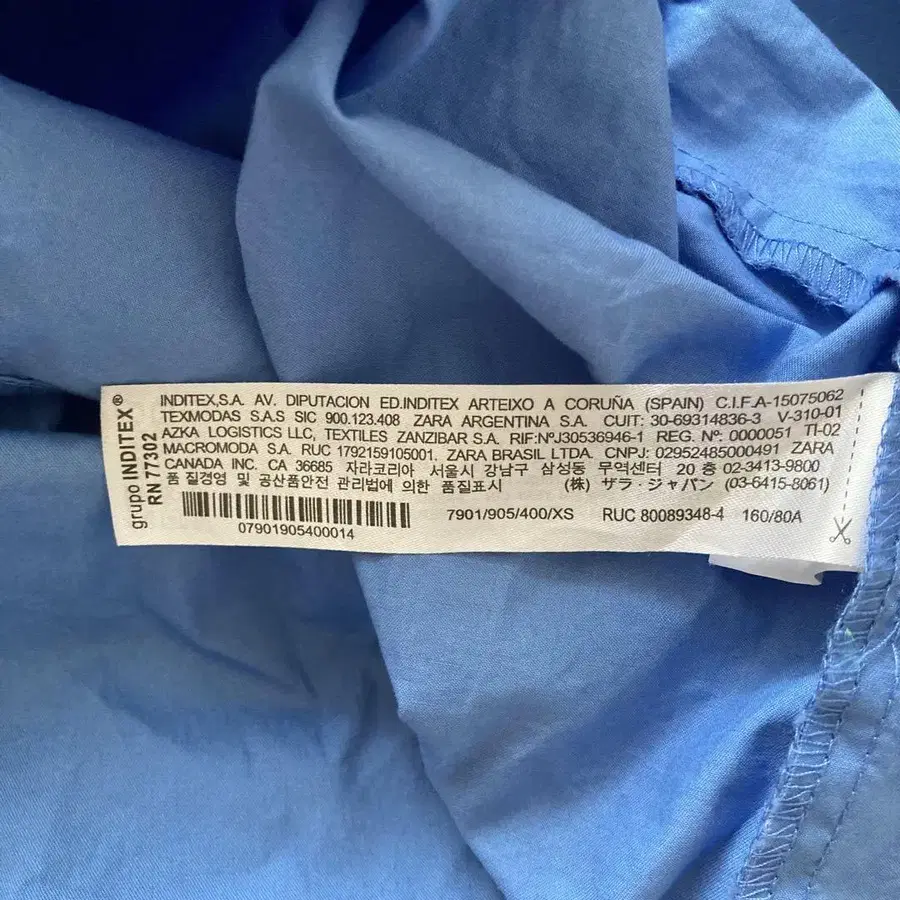 grupo INDITEX®
RN 77302
INDITEX,S.A. AV. DIPUTACION ED.INDITEX ARTEIXO A CORUÑA (SPAIN) C.I.F.A-15075062
TEXMODAS S.A.S SIC 900.123.408 ZARA ARGENTINA S.A. CUIT: 30-69314836-3 V-310-01
AZKA LOGISTICS LLC, TEXTILES ZANZIBAR S.A. RIF:NºJ30536946-1 REG. Nº: 0000051 TI-02
MACROMODA S.A. RUC 1792159105001. ZARA BRASIL LTDA. CNPJ: 02952485000491 ZARA
CANADA INC. CA 36685 자라코리아 서울시 강남구 삼성동 무역센터 20 층 02-3413-9800
품 질경영 및 공산품안전 관리법에 의한 품질표시 (株) ザラ・ジャパン (03-6415-8061)
07901905400014
7901/905/400/XS RUC 80089348-4 160/80A